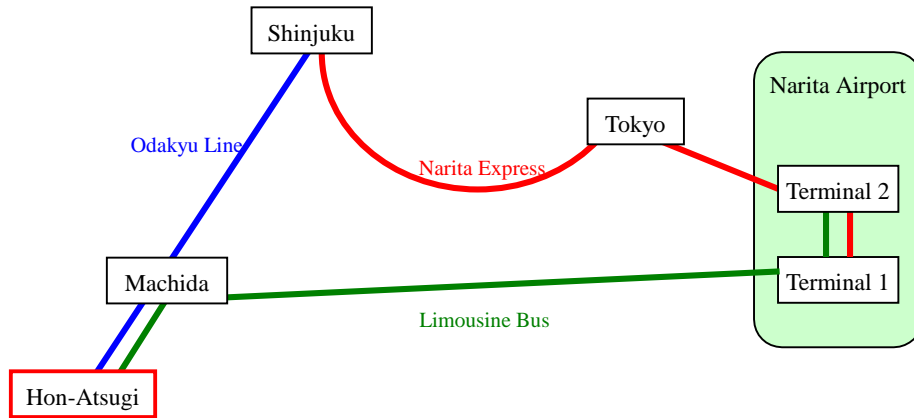 Shinjuku
Narita Airport
Tokyo
Odakyu Line
Narita Express
Terminal 2
Machida
Terminal 1
Limousine Bus
Hon-Atsugi